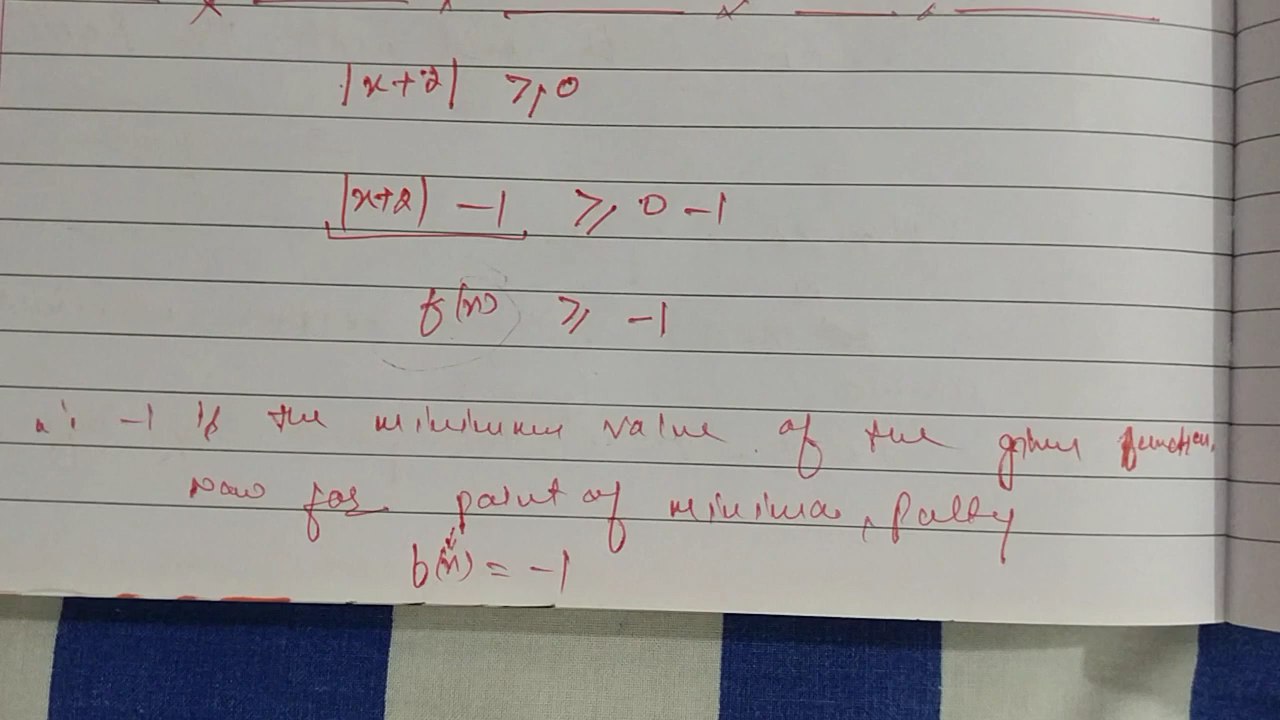 |x+2| ≥ 0
|x+2| - 1 ≥ 0 - 1
f(x) ≥ -1
∴ -1 is the minimum value of the given function.
Now for point of minima,
f(x) = -1